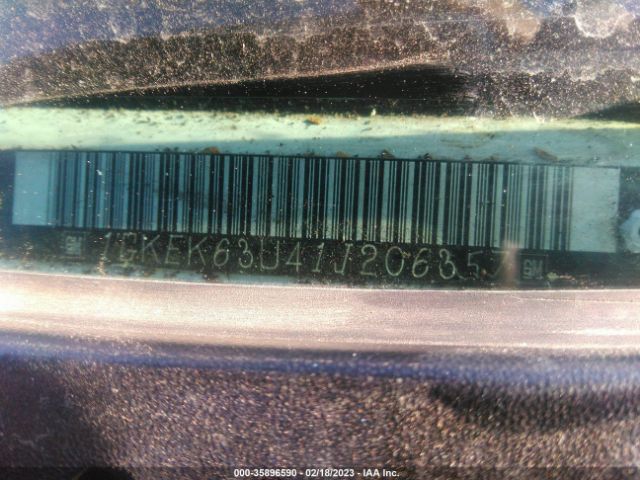 GM 1GKEK63U41J206357 GM
000-35896590 — 02/18/2023 — IAA Inc.